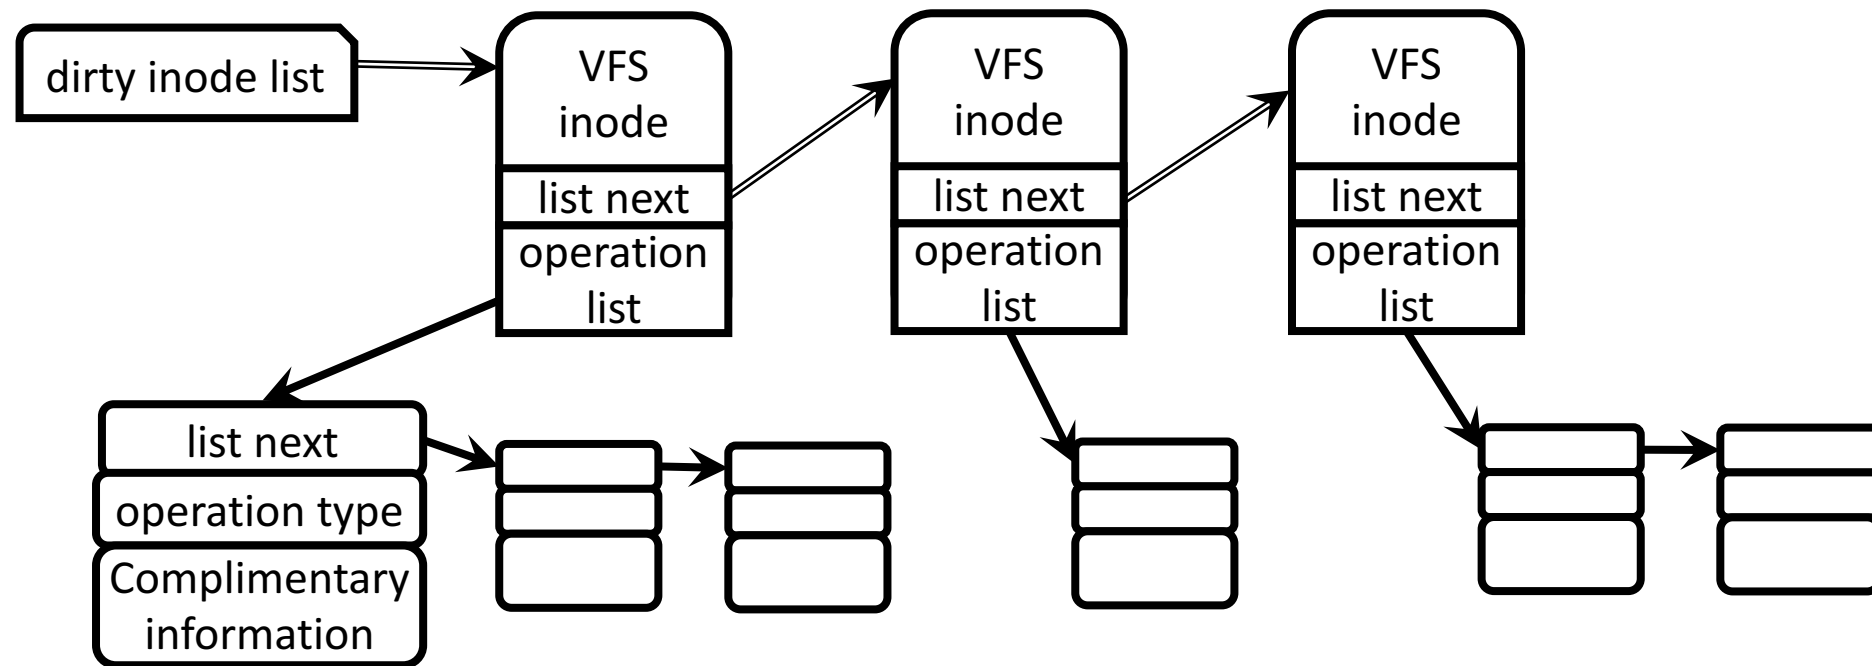 dirty inode list
VFS
inode
list next
operation
list
VFS
inode
list next
operation
list
VFS
inode
list next
operation
list
list next
operation type
Complimentary
information